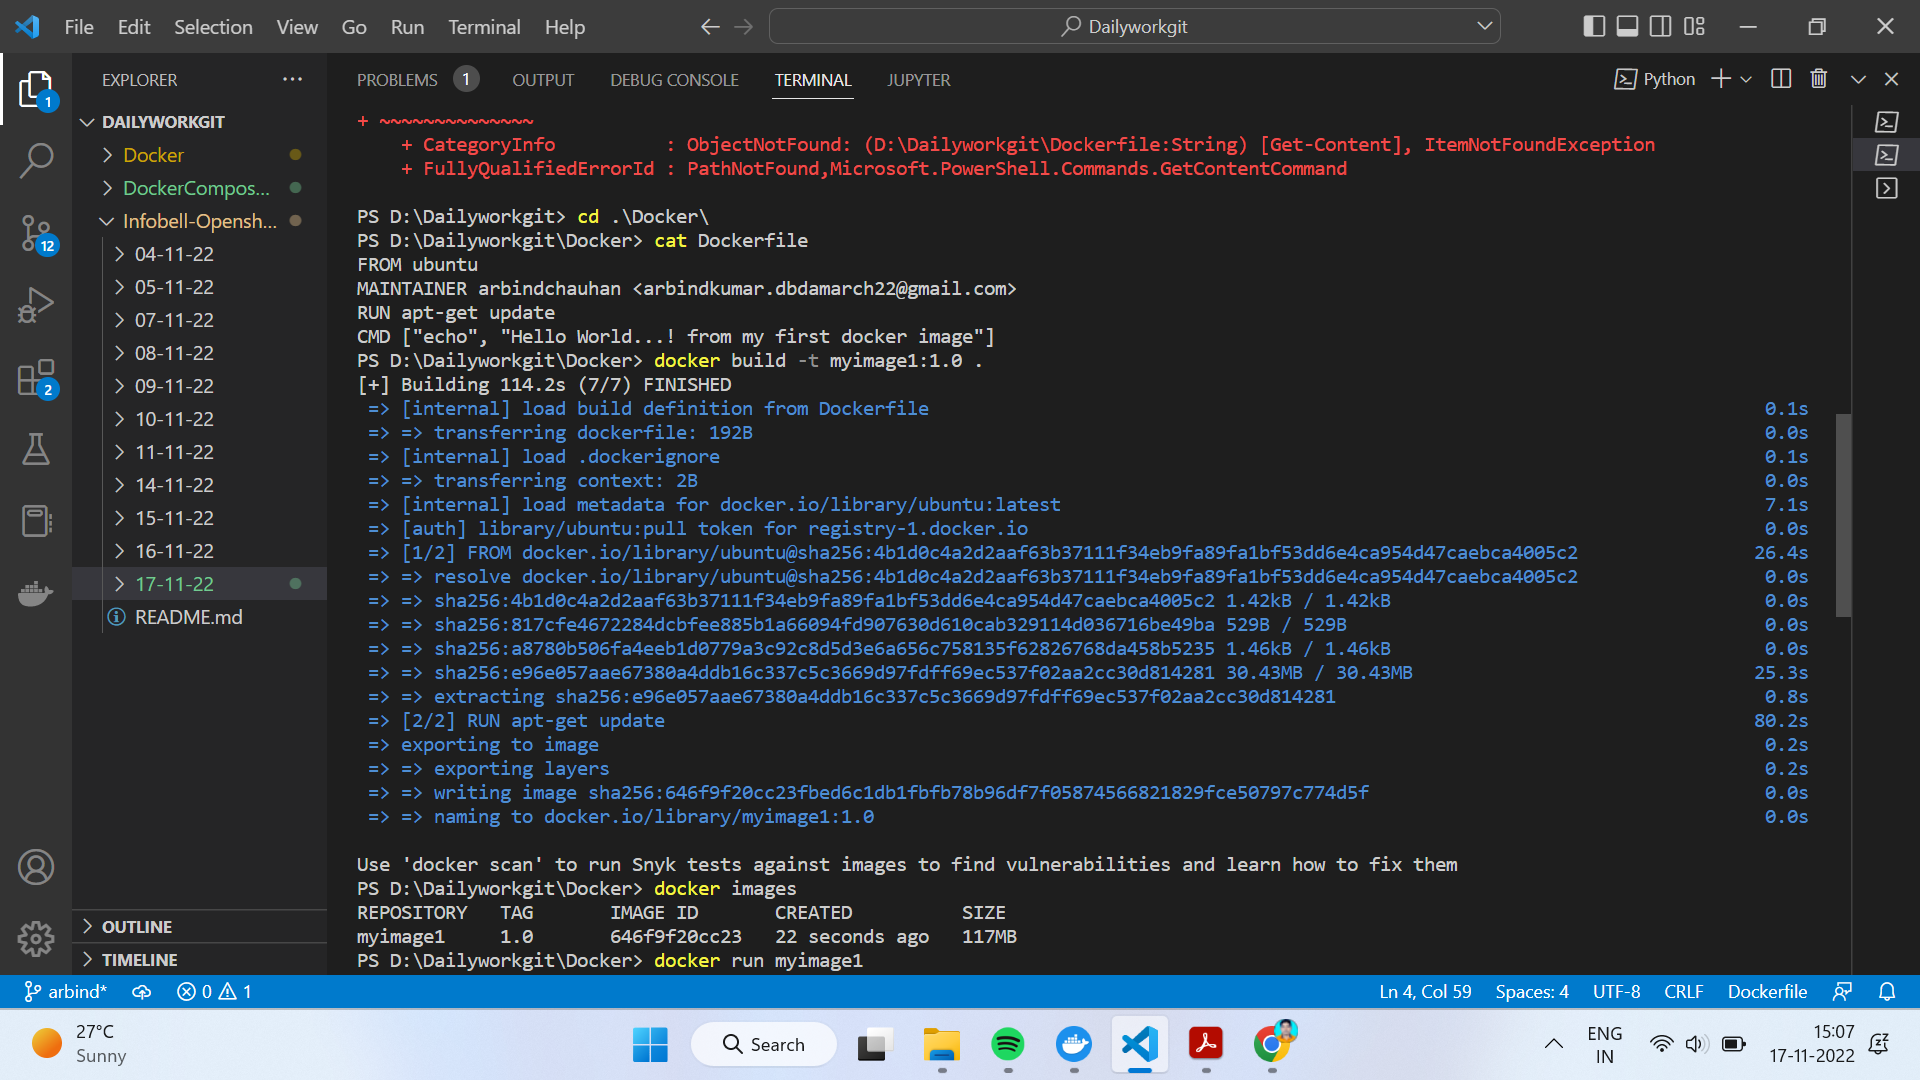 File Edit Selection View Go Run Terminal Help
Dailyworkgit
EXPLORER
PROBLEMS 1 OUTPUT DEBUG CONSOLE TERMINAL JUPYTER
Python
1
12
2
DAILYWORKGIT
Docker
DockerCompos...
Infobell-Opensh...
04-11-22
05-11-22
07-11-22
08-11-22
09-11-22
10-11-22
11-11-22
14-11-22
15-11-22
16-11-22
17-11-22
README.md
OUTLINE
TIMELINE
+ ~~~~~~~~~~~~~~
+ CategoryInfo : ObjectNotFound: (D:\Dailyworkgit\Dockerfile:String) [Get-Content], ItemNotFoundException
+ FullyQualifiedErrorId : PathNotFound,Microsoft.PowerShell.Commands.GetContentCommand
PS D:\Dailyworkgit> cd .\Docker\
PS D:\Dailyworkgit\Docker> cat Dockerfile
FROM ubuntu
MAINTAINER arbindchauhan <arbindkumar.dbdamarch22@gmail.com>
RUN apt-get update
CMD ["echo", "Hello World...! from my first docker image"]
PS D:\Dailyworkgit\Docker> docker build -t myimage1:1.0 .
[+] Building 114.2s (7/7) FINISHED
=> [internal] load build definition from Dockerfile 0.1s
=> => transferring dockerfile: 192B 0.0s
=> [internal] load .dockerignore 0.1s
=> => transferring context: 2B 0.0s
=> [internal] load metadata for docker.io/library/ubuntu:latest 7.1s
=> [auth] library/ubuntu:pull token for registry-1.docker.io 0.0s
=> [1/2] FROM docker.io/library/ubuntu@sha256:4b1d0c4a2d2aaf63b37111f34eb9fa89fa1bf53dd6e4ca954d47caebca4005c2 26.4s
=> => resolve docker.io/library/ubuntu@sha256:4b1d0c4a2d2aaf63b37111f34eb9fa89fa1bf53dd6e4ca954d47caebca4005c2 0.0s
=> => sha256:4b1d0c4a2d2aaf63b37111f34eb9fa89fa1bf53dd6e4ca954d47caebca4005c2 1.42kB / 1.42kB 0.0s
=> => sha256:817cfe4672284dcbfee885b1a66094fd907630d610cab329114d036716be49ba 529B / 529B 0.0s
=> => sha256:a8780b506fa4eeb1d0779a3c92c8d5d3e6a656c758135f62826768da458b5235 1.46kB / 1.46kB 0.0s
=> => sha256:e96e057aae67380a4ddb16c337c5c3669d97fdff69ec537f02aa2cc30d814281 30.43MB / 30.43MB 25.3s
=> => extracting sha256:e96e057aae67380a4ddb16c337c5c3669d97fdff69ec537f02aa2cc30d814281 0.8s
=> [2/2] RUN apt-get update 80.2s
=> exporting to image 0.2s
=> => exporting layers 0.2s
=> => writing image sha256:646f9f20cc23fbed6c1db1fbfb78b96df7f05874566821829fce50797c774d5f 0.0s
=> => naming to docker.io/library/myimage1:1.0 0.0s
Use 'docker scan' to run Snyk tests against images to find vulnerabilities and learn how to fix them
PS D:\Dailyworkgit\Docker> docker images
REPOSITORY TAG IMAGE ID CREATED SIZE
myimage1 1.0 646f9f20cc23 22 seconds ago 117MB
PS D:\Dailyworkgit\Docker> docker run myimage1
arbind* 0 1 Ln 4, Col 59 Spaces: 4 UTF-8 CRLF Dockerfile
27°C
Sunny
Search
ENG
IN
15:07
17-11-2022